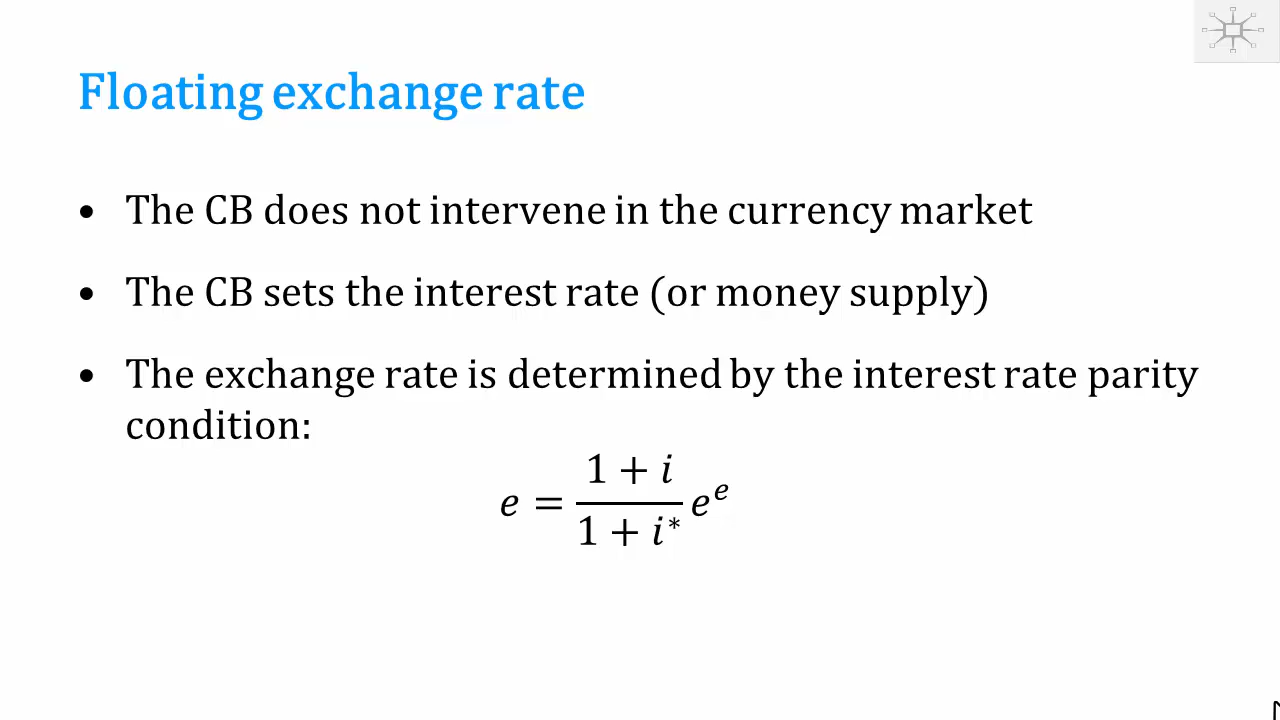 Floating exchange rate
• The CB does not intervene in the currency market
• The CB sets the interest rate (or money supply)
• The exchange rate is determined by the interest rate parity
condition:
e = \frac{1 + i}{1 + i^*} e^e